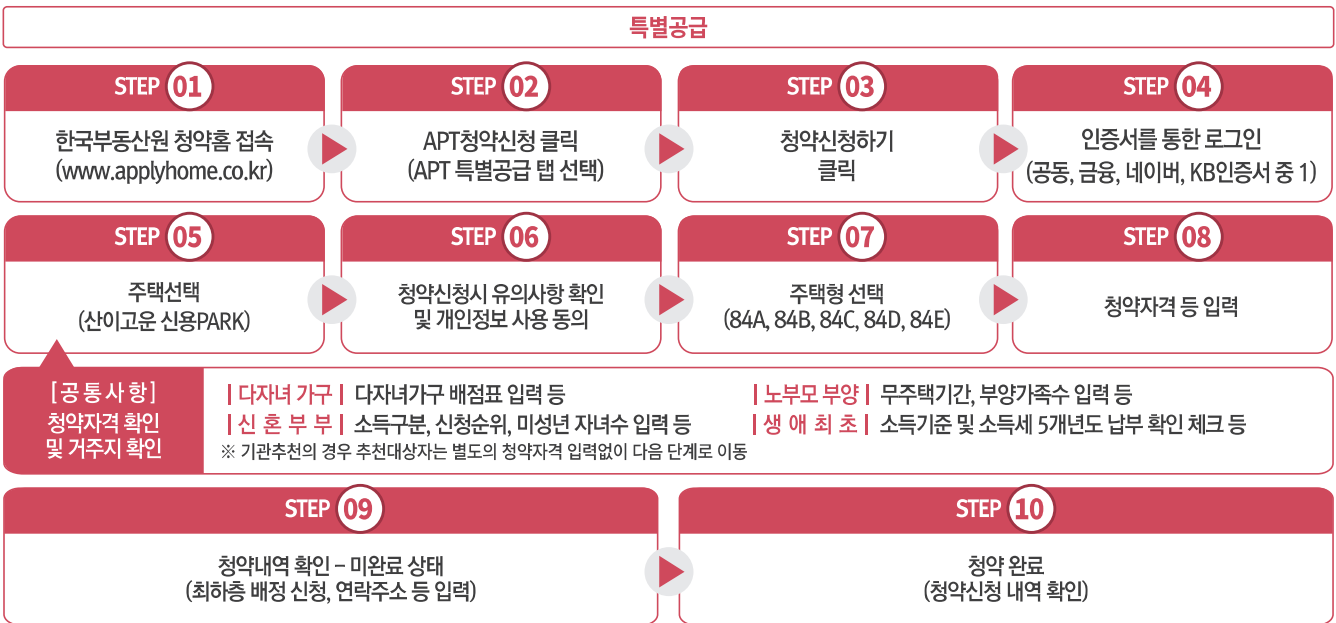 특별공급
STEP 01
한국부동산원 청약홈 접속
(www.applyhome.co.kr)
STEP 02
APT청약신청 클릭
(APT 특별공급 탭 선택)
STEP 03
청약신청하기
클릭
STEP 04
인증서를 통한 로그인
(공동, 금융, 네이버, KB인증서 중 1)
STEP 05
주택선택
(산이고운 신용PARK)
STEP 06
청약신청시 유의사항 확인
및 개인정보 사용 동의
STEP 07
주택형 선택
(84A, 84B, 84C, 84D, 84E)
STEP 08
청약자격 등 입력
[공통사항]
청약자격 확인
및 거주지 확인
| 다자녀 가구 | 다자녀가구 배점표 입력 등
| 노부모 부양 | 무주택기간, 부양가족수 입력 등
| 신 혼 부 부 | 소득구분, 신청순위, 미성년 자녀수 입력 등
| 생 애 최 초 | 소득기준 및 소득세 5개년도 납부 확인 체크 등
※ 기관추천의 경우 추천대상자는 별도의 청약자격 입력없이 다음 단계로 이동
STEP 09
청약내역 확인 – 미완료 상태
(최하층 배정 신청, 연락주소 등 입력)
STEP 10
청약 완료
(청약신청 내역 확인)